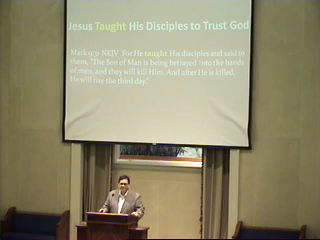 Jesus Taught His Disciples to Trust God
Mark 9:31 NKJV For He taught His disciples and said to
them, "The Son of Man is being betrayed into the hands
of men, and they will kill Him. And after He is killed,
He will rise the third day."